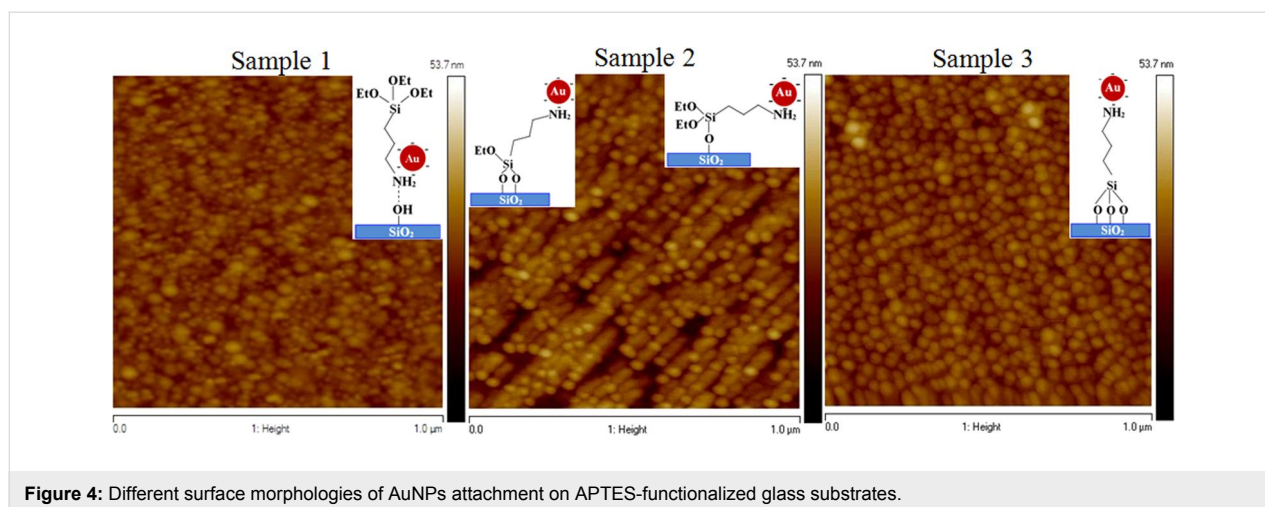 Sample 1
Sample 2
Sample 3
53.7 nm
53.7 nm
53.7 nm
OEt
EtO OEt
Si
Au
NH2
OH
SiO2
Au
NH2
EtO
Si
O O
SiO2
Au
EtO
EtO
Si
NH2
O
SiO2
Au
NH2
Si
O O O
SiO2
0.0 1: Height 1.0 µm
0.0 1: Height 1.0 µm
0.0 1: Height 1.0 µm
Figure 4: Different surface morphologies of AuNPs attachment on APTES-functionalized glass substrates.